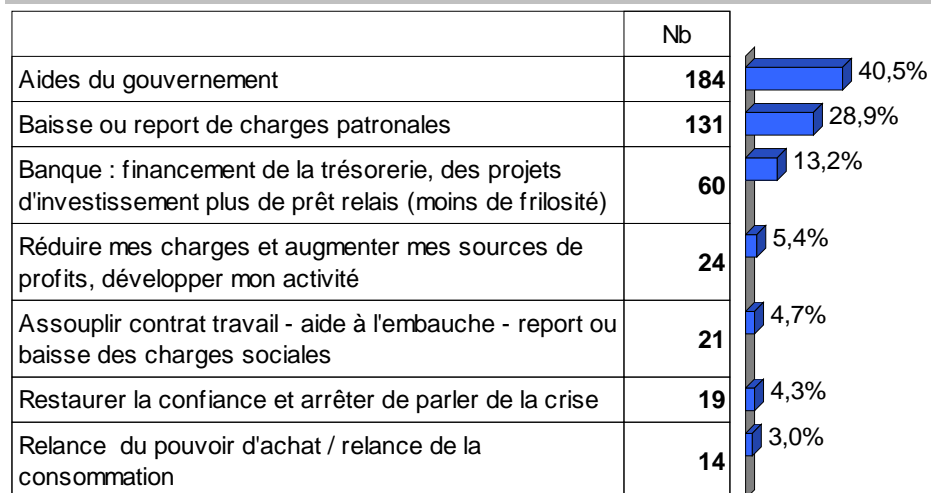 Nb
Aides du gouvernement 184 40,5%
Baisse ou report de charges patronales 131 28,9%
Banque : financement de la trésorerie, des projets
d'investissement plus de prêt relais (moins de frilosité) 60 13,2%
Réduire mes charges et augmenter mes sources de
profits, développer mon activité 24 5,4%
Assouplir contrat travail - aide à l'embauche - report ou
baisse des charges sociales 21 4,7%
Restaurer la confiance et arrêter de parler de la crise 19 4,3%
Relance du pouvoir d'achat / relance de la
consommation 14 3,0%